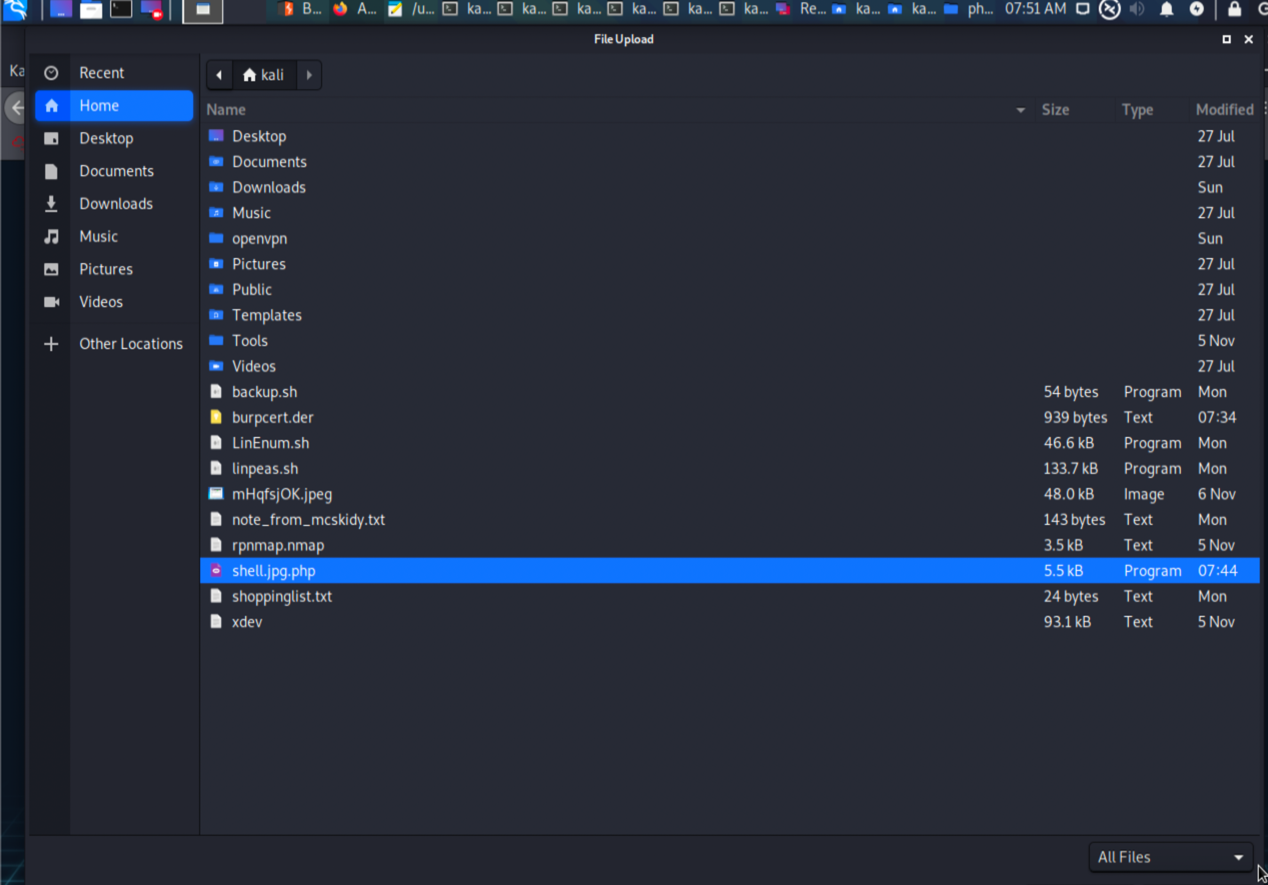 B... A... /u... ka... ka... ka... ka... ka... ka... Re... ka... ka... ph... 07:51 AM
File Upload
Ka
Recent
Home
Desktop
Documents
Downloads
Music
Pictures
Videos
Other Locations
kali
Name Size Type Modified
Desktop 27 Jul
Documents 27 Jul
Downloads Sun
Music 27 Jul
openvpn Sun
Pictures 27 Jul
Public 27 Jul
Templates 27 Jul
Tools 5 Nov
Videos 27 Jul
backup.sh 54 bytes Program Mon
burpcert.der 939 bytes Text 07:34
LinEnum.sh 46.6 kB Program Mon
linpeas.sh 133.7 kB Program Mon
mHqfsjOK.jpeg 48.0 kB Image 6 Nov
note_from_mcskidy.txt 143 bytes Text Mon
rpnmap.nmap 3.5 kB Text 5 Nov
shell.jpg.php 5.5 kB Program 07:44
shoppinglist.txt 24 bytes Text Mon
xdev 93.1 kB Text 5 Nov
All Files